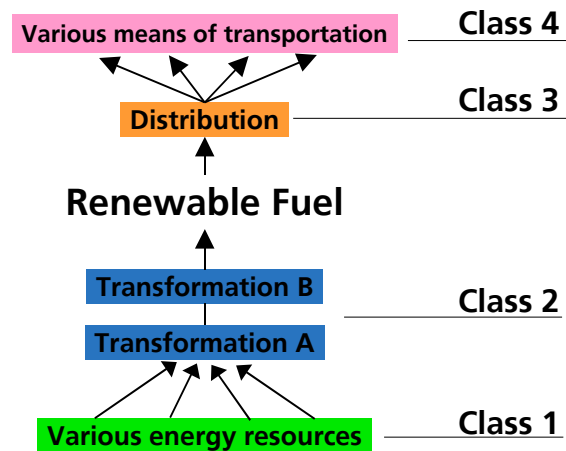 Various means of transportation
Class 4
Distribution
Class 3
Renewable Fuel
Transformation B
Class 2
Transformation A
Various energy resources
Class 1